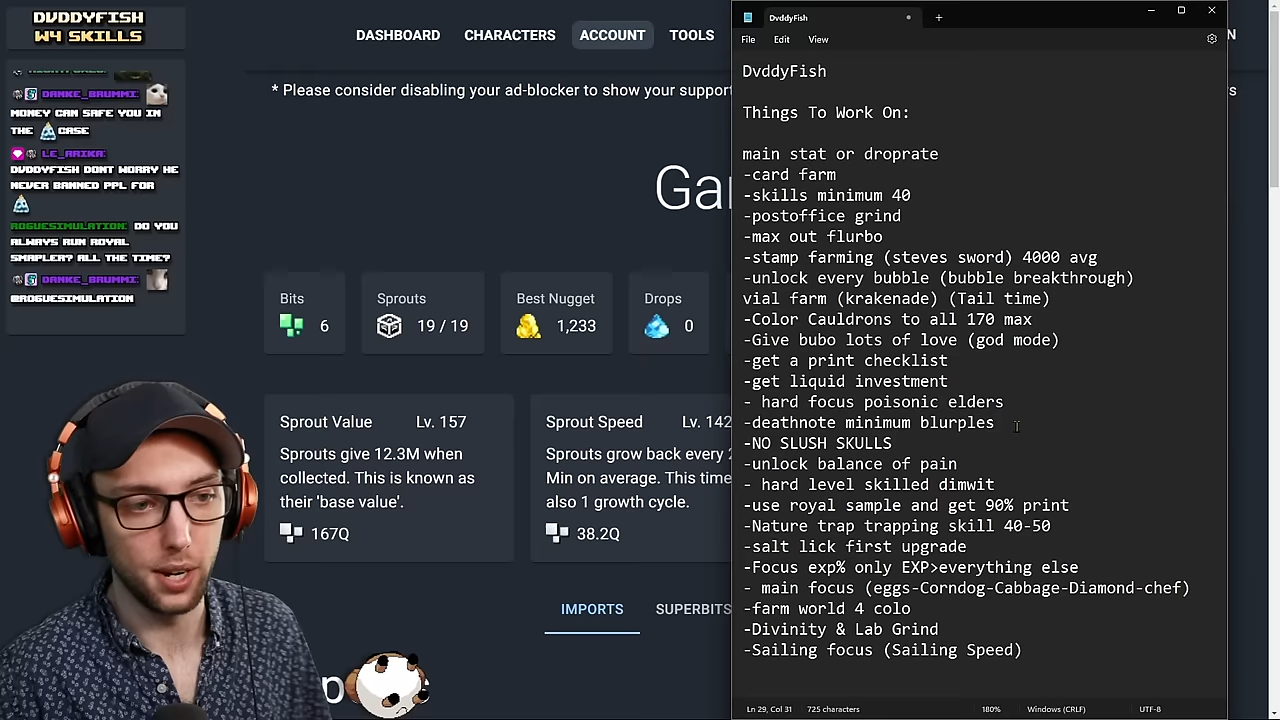 DVDDYFISH
W4 SKILLS
DANKE_BRUMMI:
MONEY CAN SAFE YOU IN
THE CASE
LE_ARIKA:
DVDDYFISH DONT WORRY HE
NEVER BANNED PPL FOR
ROGUESIMULATION: DO YOU
ALWAYS RUN ROYAL
SMAPLER? ALL THE TIME?
DANKE_BRUMMI:
@ROGUESIMULATION
DASHBOARD CHARACTERS ACCOUNT TOOLS
* Please consider disabling your ad-blocker to show your support
Bits
6
Sprouts
19 / 19
Best Nugget
1,233
Drops
0
Sprout Value Lv. 157
Sprouts give 12.3M when
collected. This is known as
their 'base value'.
167Q
Sprout Speed Lv. 142
Sprouts grow back every
Min on average. This time
also 1 growth cycle.
38.2Q
IMPORTS SUPERBITS
DvddyFish
File Edit View
DvddyFish
Things To Work On:
main stat or droprate
-card farm
-skills minimum 40
-postoffice grind
-max out flurbo
-stamp farming (steves sword) 4000 avg
-unlock every bubble (bubble breakthrough)
vial farm (krakenade) (Tail time)
-Color Cauldrons to all 170 max
-Give bubo lots of love (god mode)
-get a print checklist
-get liquid investment
- hard focus poisonic elders
-deathnote minimum blurples
-NO SLUSH SKULLS
-unlock balance of pain
- hard level skilled dimwit
-use royal sample and get 90% print
-Nature trap trapping skill 40-50
-salt lick first upgrade
-Focus exp% only EXP>everything else
- main focus (eggs-Corndog-Cabbage-Diamond-chef)
-farm world 4 colo
-Divinity & Lab Grind
-Sailing focus (Sailing Speed)
Ln 29, Col 31 725 characters 180% Windows (CRLF) UTF-8